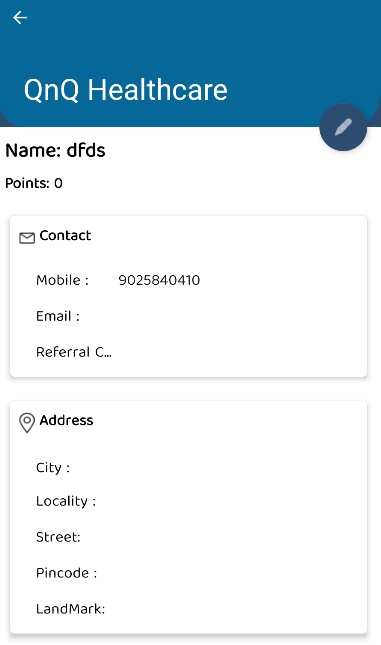 QnQ Healthcare
Name: dfds
Points: 0
Contact
Mobile : 9025840410
Email :
Referral C...
Address
City :
Locality :
Street:
Pincode :
LandMark: